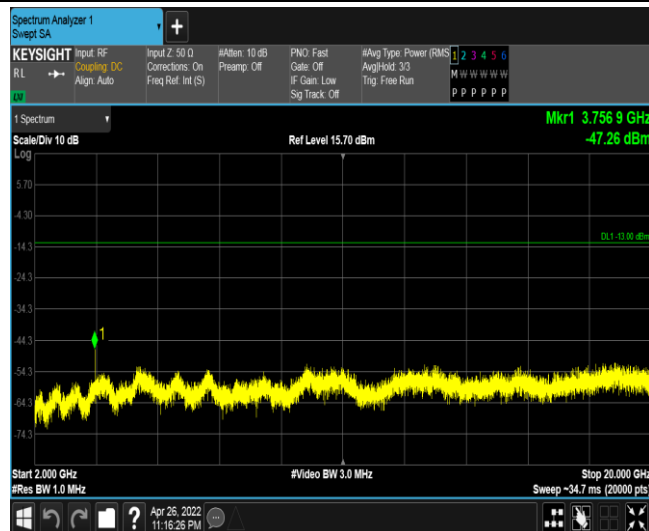 Spectrum Analyzer 1
Swept SA
+
KEYSIGHT
RL
Input: RF
Coupling: DC
Align: Auto
Input Z: 50 Ω
Corrections: On
Freq Ref: Int (S)
#Atten: 10 dB
Preamp: Off
PNO: Fast
Gate: Off
IF Gain: Low
Sig Track: Off
#Avg Type: Power (RMS
Avg|Hold: 3/3
Trig: Free Run
1 2 3 4 5 6
M W W W W W
P P P P P P
1 Spectrum
Scale/Div 10 dB
Ref Level 15.70 dBm
Mkr1 3.756 9 GHz
-47.26 dBm
Log
5.70
-4.30
DL1 -13.00 dBm
-14.3
-24.3
-34.3
1
-44.3
-54.3
-64.3
-74.3
Start 2.000 GHz
#Video BW 3.0 MHz
Stop 20.000 GHz
#Res BW 1.0 MHz
Sweep ~34.7 ms (20000 pts)
?
Apr 26, 2022
11:16:26 PM